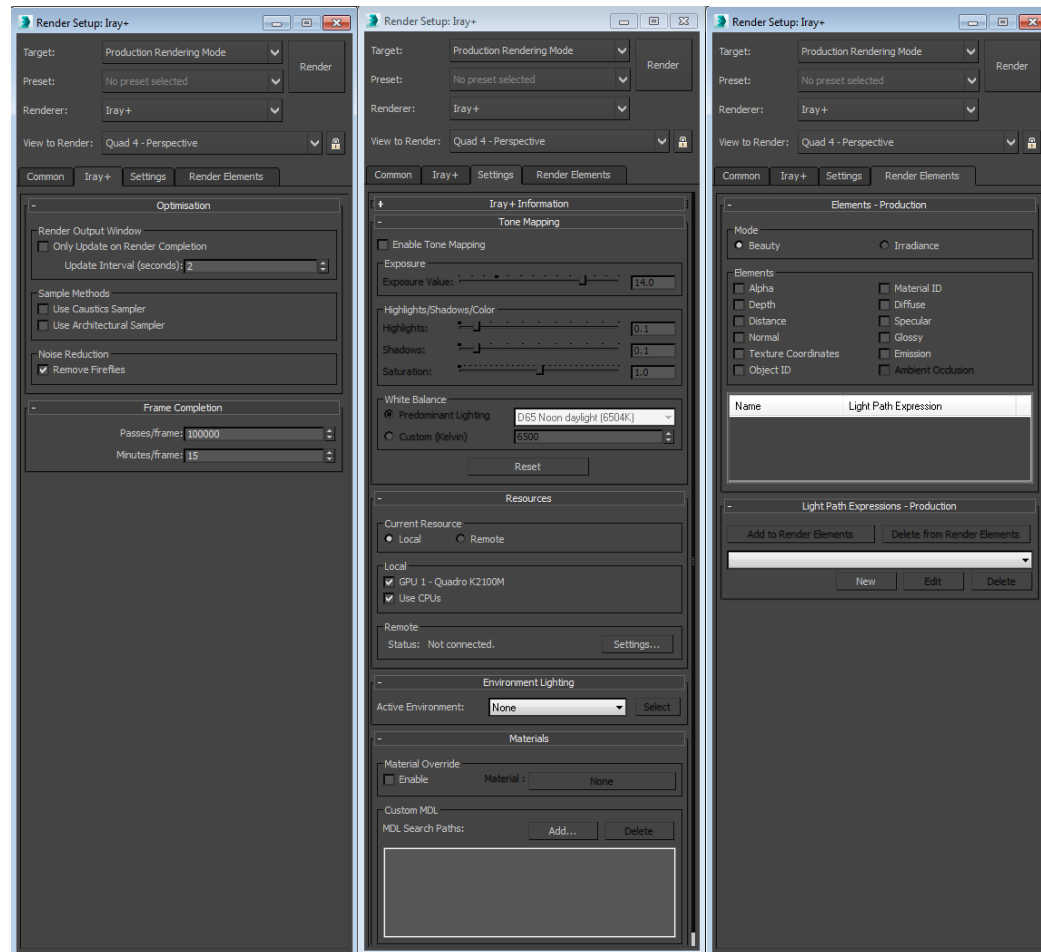 Render Setup: Iray+
Target: Production Rendering Mode
Render
Preset: No preset selected
Renderer: Iray+
View to Render: Quad 4 - Perspective
Common Iray+ Settings Render Elements
- Optimisation
Render Output Window
Only Update on Render Completion
Update Interval (seconds): 2
Sample Methods
Use Caustics Sampler
Use Architectural Sampler
Noise Reduction
Remove Fireflies
- Frame Completion
Passes/frame: 100000
Minutes/frame: 15
Render Setup: Iray+
Target: Production Rendering Mode
Render
Preset: No preset selected
Renderer: Iray+
View to Render: Quad 4 - Perspective
Common Iray+ Settings Render Elements
+ Iray+ Information
- Tone Mapping
Enable Tone Mapping
Exposure
Exposure Value: 14.0
Highlights/Shadows/Color
Highlights: 0.1
Shadows: 0.1
Saturation: 1.0
White Balance
Predominant Lighting D65 Noon daylight (6504K)
Custom (Kelvin) 6500
Reset
- Resources
Current Resource
Local Remote
Local
GPU 1 - Quadro K2100M
Use CPUs
Remote
Status: Not connected. Settings...
- Environment Lighting
Active Environment: None Select
- Materials
Material Override
Enable Material : None
Custom MDL
MDL Search Paths: Add... Delete
Render Setup: Iray+
Target: Production Rendering Mode
Render
Preset: No preset selected
Renderer: Iray+
View to Render: Quad 4 - Perspective
Common Iray+ Settings Render Elements
- Elements - Production
Mode
Beauty Irradiance
Elements
Alpha Material ID
Depth Diffuse
Distance Specular
Normal Glossy
Texture Coordinates Emission
Object ID Ambient Occlusion
Name Light Path Expression
- Light Path Expressions - Production
Add to Render Elements Delete from Render Elements
New Edit Delete